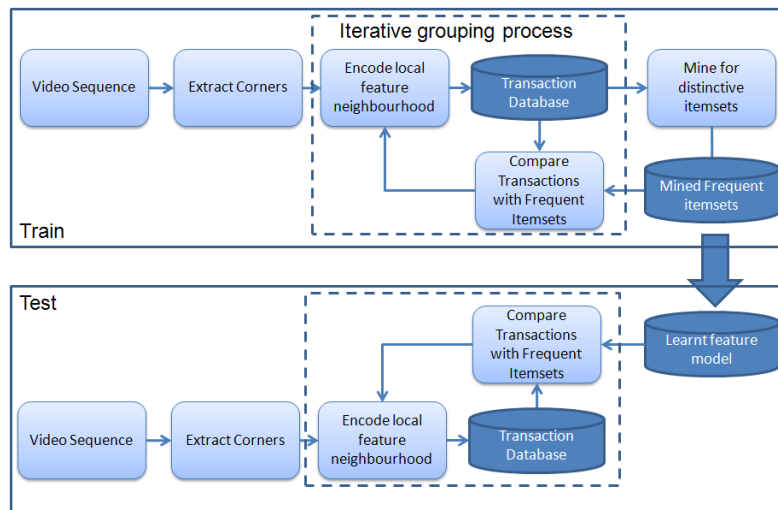 Iterative grouping process
Video Sequence
Extract Corners
Encode local
feature
neighbourhood
Transaction
Database
Mine for
distinctive
itemsets
Compare
Transactions
with Frequent
Itemsets
Mined Frequent
itemsets
Train
Test
Compare
Transactions
with Frequent
Itemsets
Learnt feature
model
Video Sequence
Extract Corners
Encode local
feature
neighbourhood
Transaction
Database